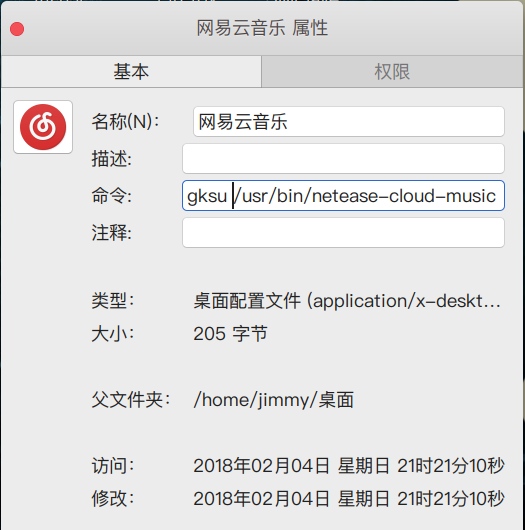 网易云音乐 属性
基本 权限
名称(N)： 网易云音乐
描述:
命令: gksu /usr/bin/netease-cloud-music
注释:
类型： 桌面配置文件 (application/x-deskt...
大小： 205 字节
父文件夹： /home/jimmy/桌面
访问： 2018年02月04日 星期日 21时21分10秒
修改： 2018年02月04日 星期日 21时21分10秒